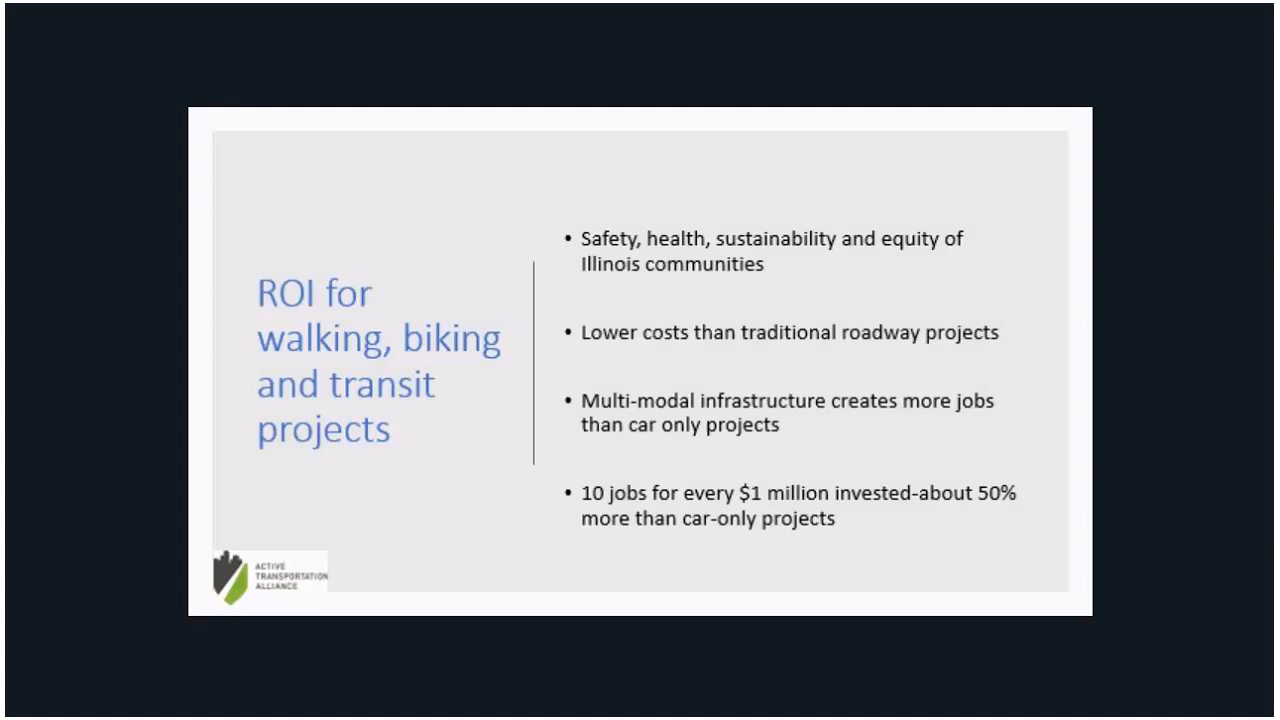 ROI for
walking, biking
and transit
projects
• Safety, health, sustainability and equity of
Illinois communities
• Lower costs than traditional roadway projects
• Multi-modal infrastructure creates more jobs
than car only projects
• 10 jobs for every $1 million invested-about 50%
more than car-only projects
ACTIVE
TRANSPORTATION
ALLIANCE